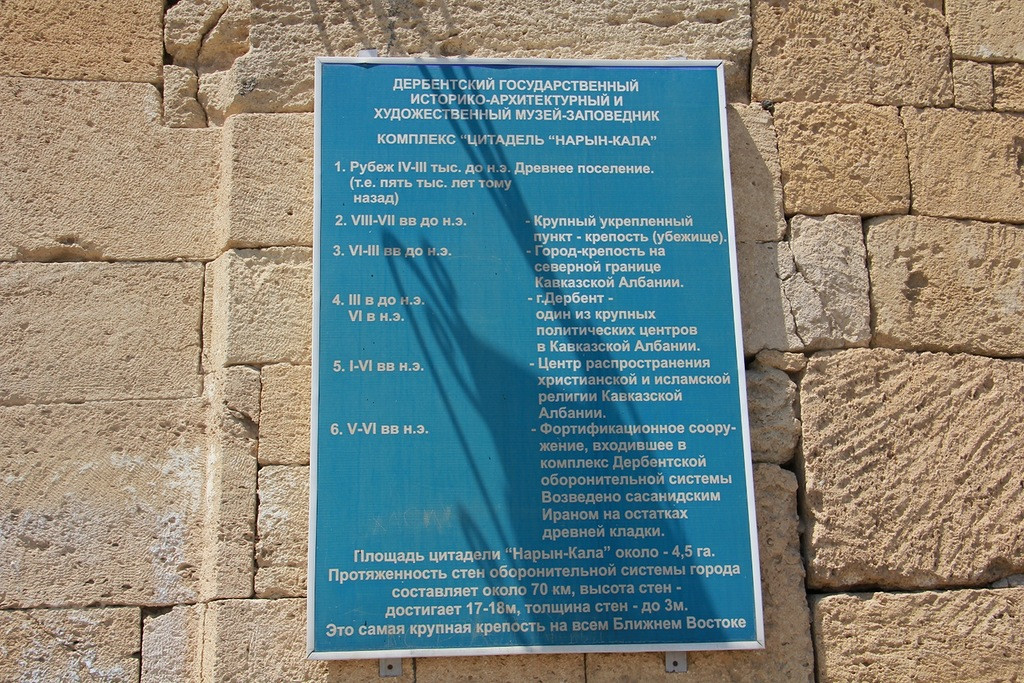 ДЕРБЕНТСКИЙ ГОСУДАРСТВЕННЫЙ
ИСТОРИКО-АРХИТЕКТУРНЫЙ И
ХУДОЖЕСТВЕННЫЙ МУЗЕЙ-ЗАПОВЕДНИК
КОМПЛЕКС “ЦИТАДЕЛЬ “НАРЫН-КАЛА”
1. Рубеж IV-III тыс. до н.э. Древнее поселение.
(т.е. пять тыс. лет тому
назад)
2. VIII-VII вв до н.э. - Крупный укрепленный
пункт - крепость (убежище).
3. VI-III вв до н.э. - Город-крепость на
северной границе
Кавказской Албании.
4. III в до н.э. - г.Дербент -
VI в н.э. один из крупных
политических центров
в Кавказской Албании.
5. I-VI вв н.э. - Центр распространения
христианской и исламской
религии Кавказской
Албании.
6. V-VI вв н.э. - Фортификационное соору-
жение, входившее в
комплекс Дербентской
оборонительной системы
Возведено сасанидским
Ираном на остатках
древней кладки.
Площадь цитадели “Нарын-Кала” около - 4,5 га.
Протяженность стен оборонительной системы города
составляет около 70 км, высота стен -
достигает 17-18м, толщина стен - до 3м.
Это самая крупная крепость на всем Ближнем Востоке